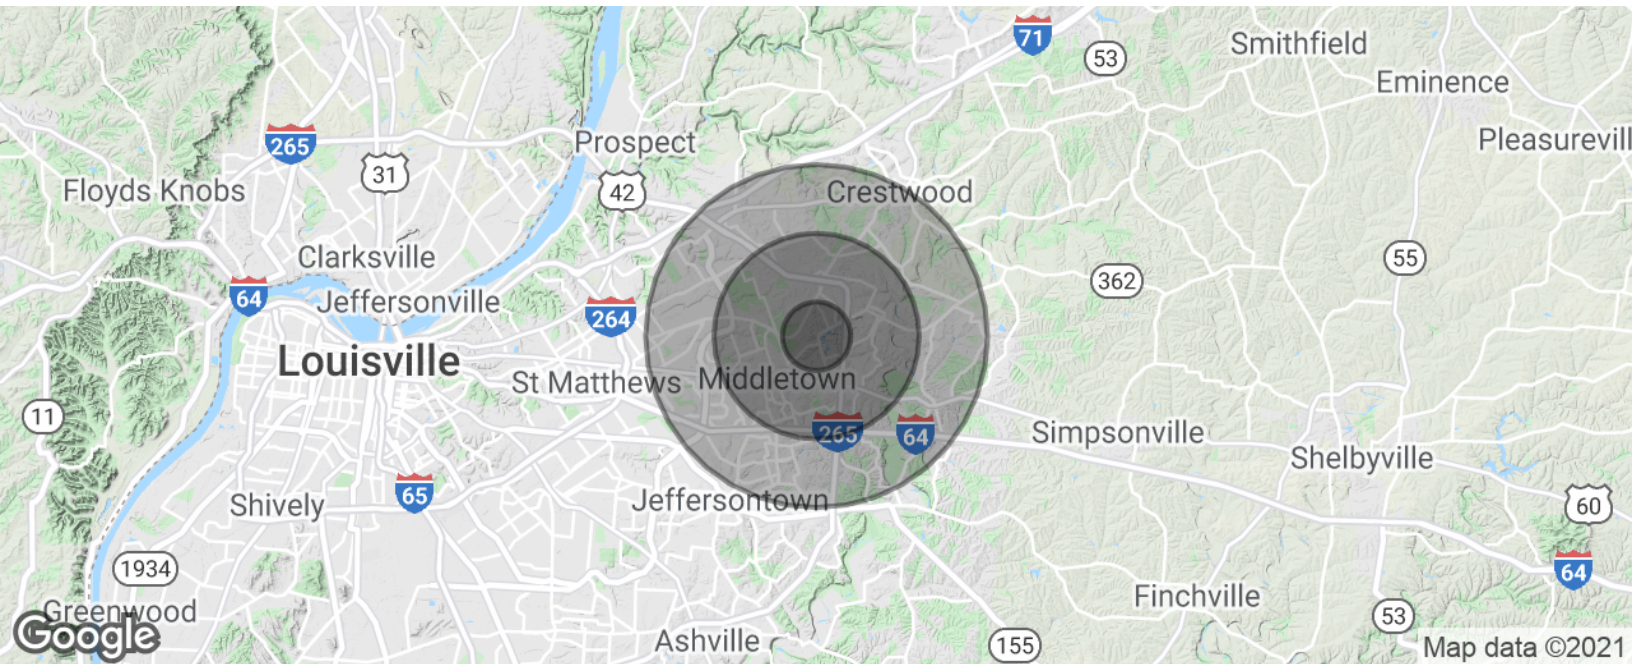 71
Smithfield
53
Eminence
265
Prospect
Pleasurevill
31
42
Floyds Knobs
Crestwood
Clarksville
55
362
64
Jeffersonville
264
Louisville
St Matthews
Middletown
11
265
64
Simpsonville
Shelbyville
65
Shively
Jeffersontown
60
1934
64
Greenwood
Finchville
53
Google
Ashville
155
Map data ©2021